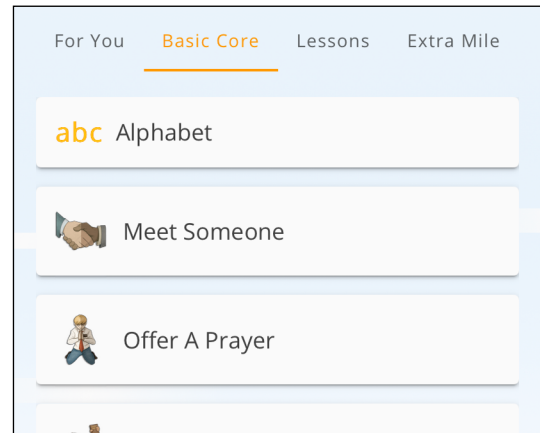 For You Basic Core Lessons Extra Mile
abc Alphabet
Meet Someone
Offer A Prayer